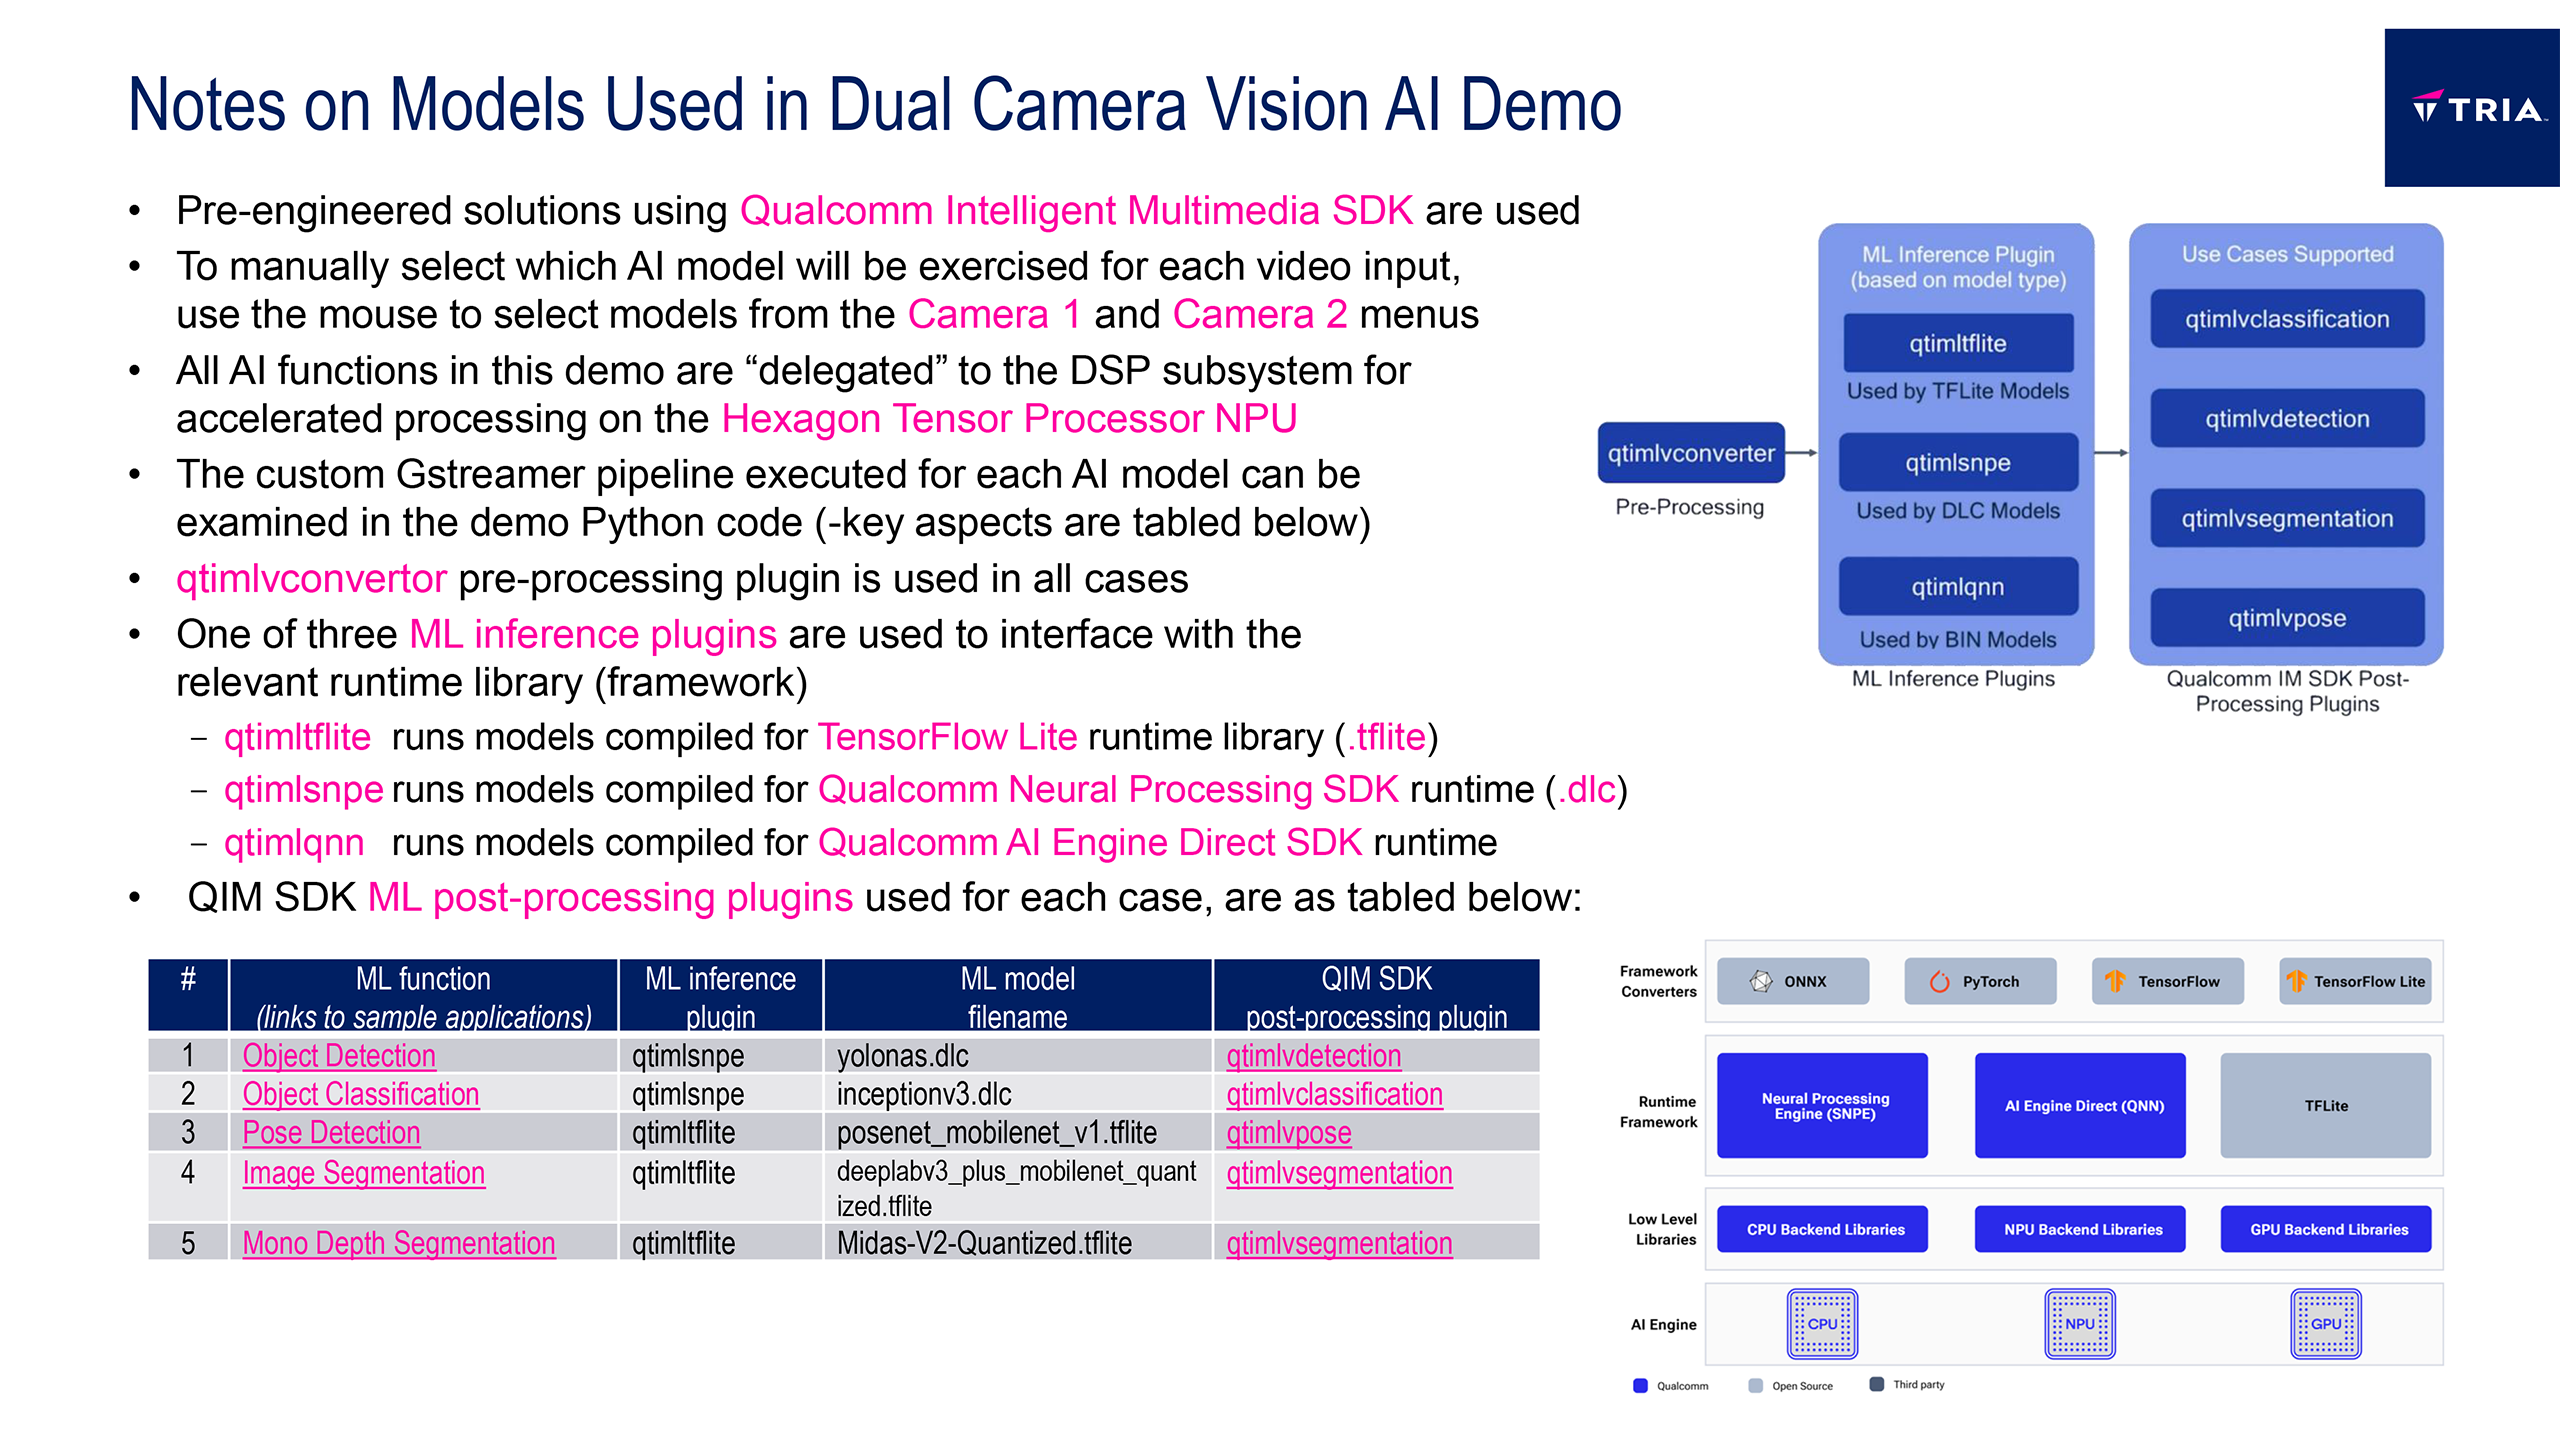 Notes on Models Used in Dual Camera Vision AI Demo
TRIA
• Pre-engineered solutions using Qualcomm Intelligent Multimedia SDK are used
• To manually select which AI model will be exercised for each video input,
use the mouse to select models from the Camera 1 and Camera 2 menus
• All AI functions in this demo are “delegated” to the DSP subsystem for
accelerated processing on the Hexagon Tensor Processor NPU
• The custom Gstreamer pipeline executed for each AI model can be
examined in the demo Python code (-key aspects are tabled below)
• qtimlvconvertor pre-processing plugin is used in all cases
• One of three ML inference plugins are used to interface with the
relevant runtime library (framework)
– qtimltflite runs models compiled for TensorFlow Lite runtime library (.tflite)
– qtimlsnpe runs models compiled for Qualcomm Neural Processing SDK runtime (.dlc)
– qtimlqnn runs models compiled for Qualcomm AI Engine Direct SDK runtime
• QIM SDK ML post-processing plugins used for each case, are as tabled below:
qtimlvconverter
Pre-Processing
ML Inference Plugin
(based on model type)
qtimltflite
Used by TFLite Models
qtimlsnpe
Used by DLC Models
qtimlqnn
Used by BIN Models
ML Inference Plugins
Use Cases Supported
qtimlvclassification
qtimlvdetection
qtimlvsegmentation
qtimlvpose
Qualcomm IM SDK Post-
Processing Plugins
# ML function ML inference ML model QIM SDK
(links to sample applications) plugin filename post-processing plugin
1 Object Detection qtimlsnpe yolonas.dlc qtimlvdetection
2 Object Classification qtimlsnpe inceptionv3.dlc qtimlvclassification
3 Pose Detection qtimltflite posenet_mobilenet_v1.tflite qtimlvpose
4 Image Segmentation qtimltflite deeplabv3_plus_mobilenet_quant qtimlvsegmentation
ized.tflite
5 Mono Depth Segmentation qtimltflite Midas-V2-Quantized.tflite qtimlvsegmentation
Framework
Converters
ONNX PyTorch TensorFlow TensorFlow Lite
Runtime
Framework
Neural Processing
Engine (SNPE)
AI Engine Direct (QNN)
TFLite
Low Level
Libraries
CPU Backend Libraries NPU Backend Libraries GPU Backend Libraries
AI Engine
CPU NPU GPU
Qualcomm Open Source Third party